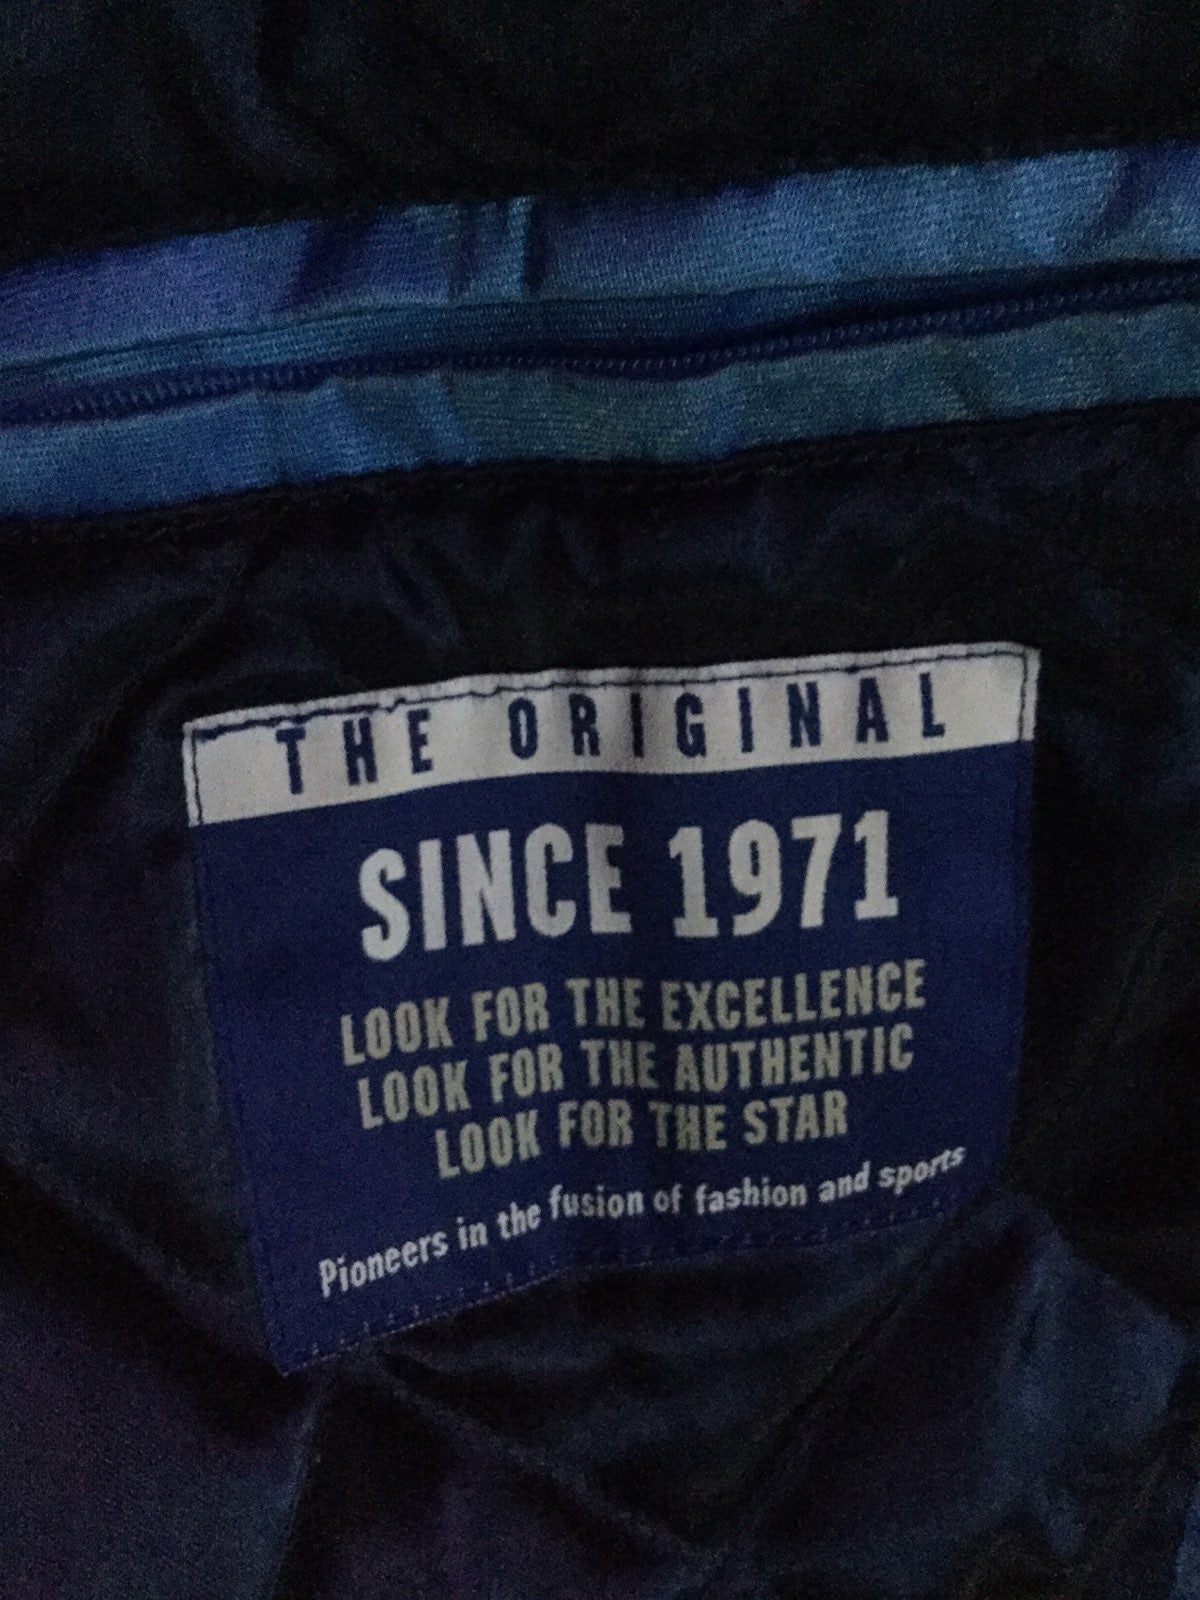 THE ORIGINAL
SINCE 1971
LOOK FOR THE EXCELLENCE
LOOK FOR THE AUTHENTIC
LOOK FOR THE STAR
Pioneers in the fusion of fashion and sports